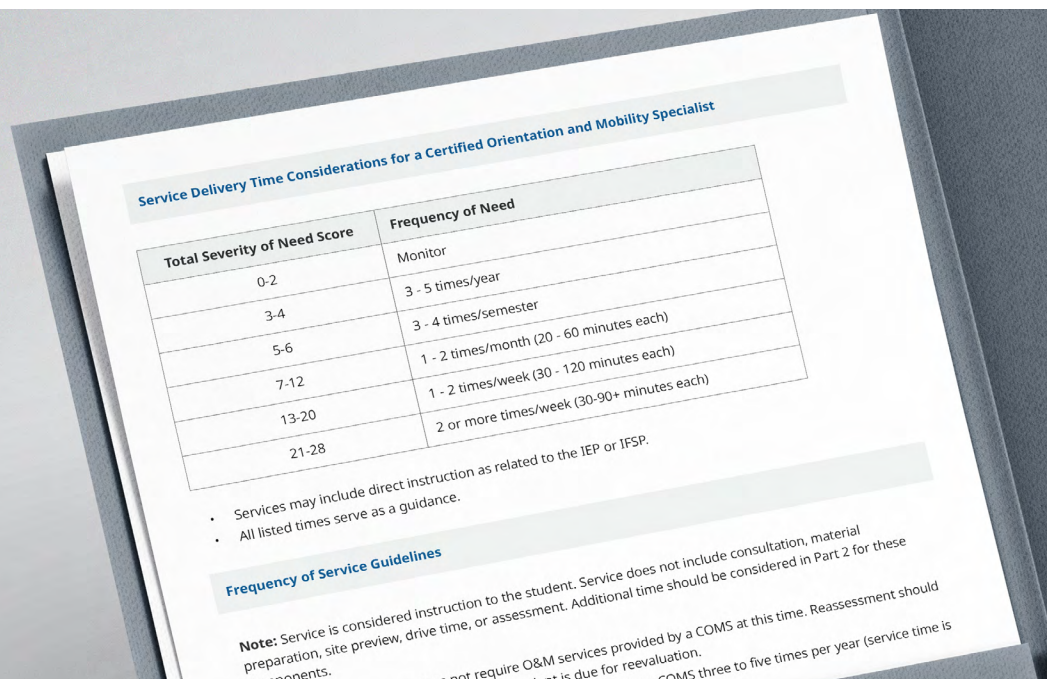 Service Delivery Time Considerations for a Certified Orientation and Mobility Specialist
Total Severity of Need Score Frequency of Need
0-2 Monitor
3-4 3 - 5 times/year
5-6 3 - 4 times/semester
7-12 1 - 2 times/month (20 - 60 minutes each)
13-20 1 - 2 times/week (30 - 120 minutes each)
21-28 2 or more times/week (30-90+ minutes each)
• Services may include direct instruction as related to the IEP or IFSP.
• All listed times serve as a guidance.
Frequency of Service Guidelines
Note: Service is considered instruction to the student. Service does not include consultation, material
preparation, site preview, drive time, or assessment. Additional time should be considered in Part 2 for these
not require O&M services provided by a COMS at this time. Reassessment should
is due for reevaluation.
COMS three to five times per year (service time is